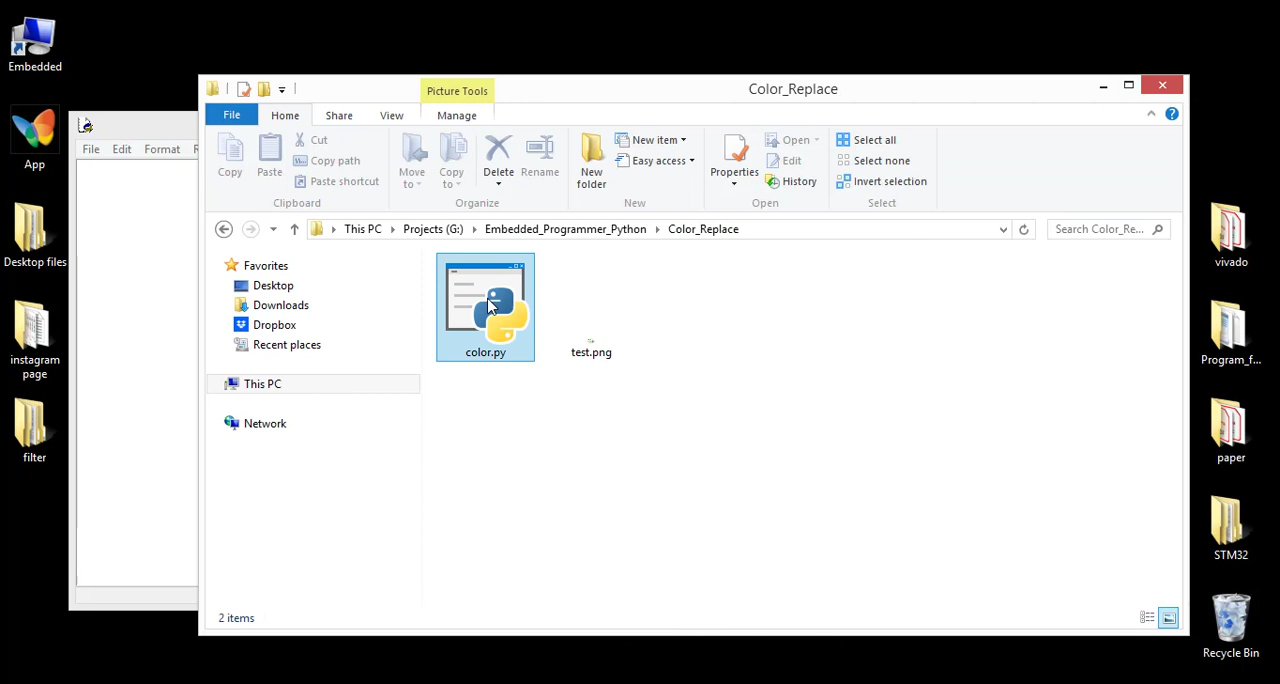 Embedded
App
Desktop files
instagram
page
filter
File Edit Format R
Picture Tools
Color_Replace
File Home Share View Manage
Copy
Paste
Cut
Copy path
Paste shortcut
Clipboard
Move
to
Copy
to
Delete
Rename
Organize
New
folder
New item
Easy access
New
Properties
Open
Edit
History
Open
Select all
Select none
Invert selection
Select
This PC Projects (G:) Embedded_Programmer_Python Color_Replace
Search Color_Re...
Favorites
Desktop
Downloads
Dropbox
Recent places
This PC
Network
color.py
test.png
2 items
vivado
Program_f...
paper
STM32
Recycle Bin